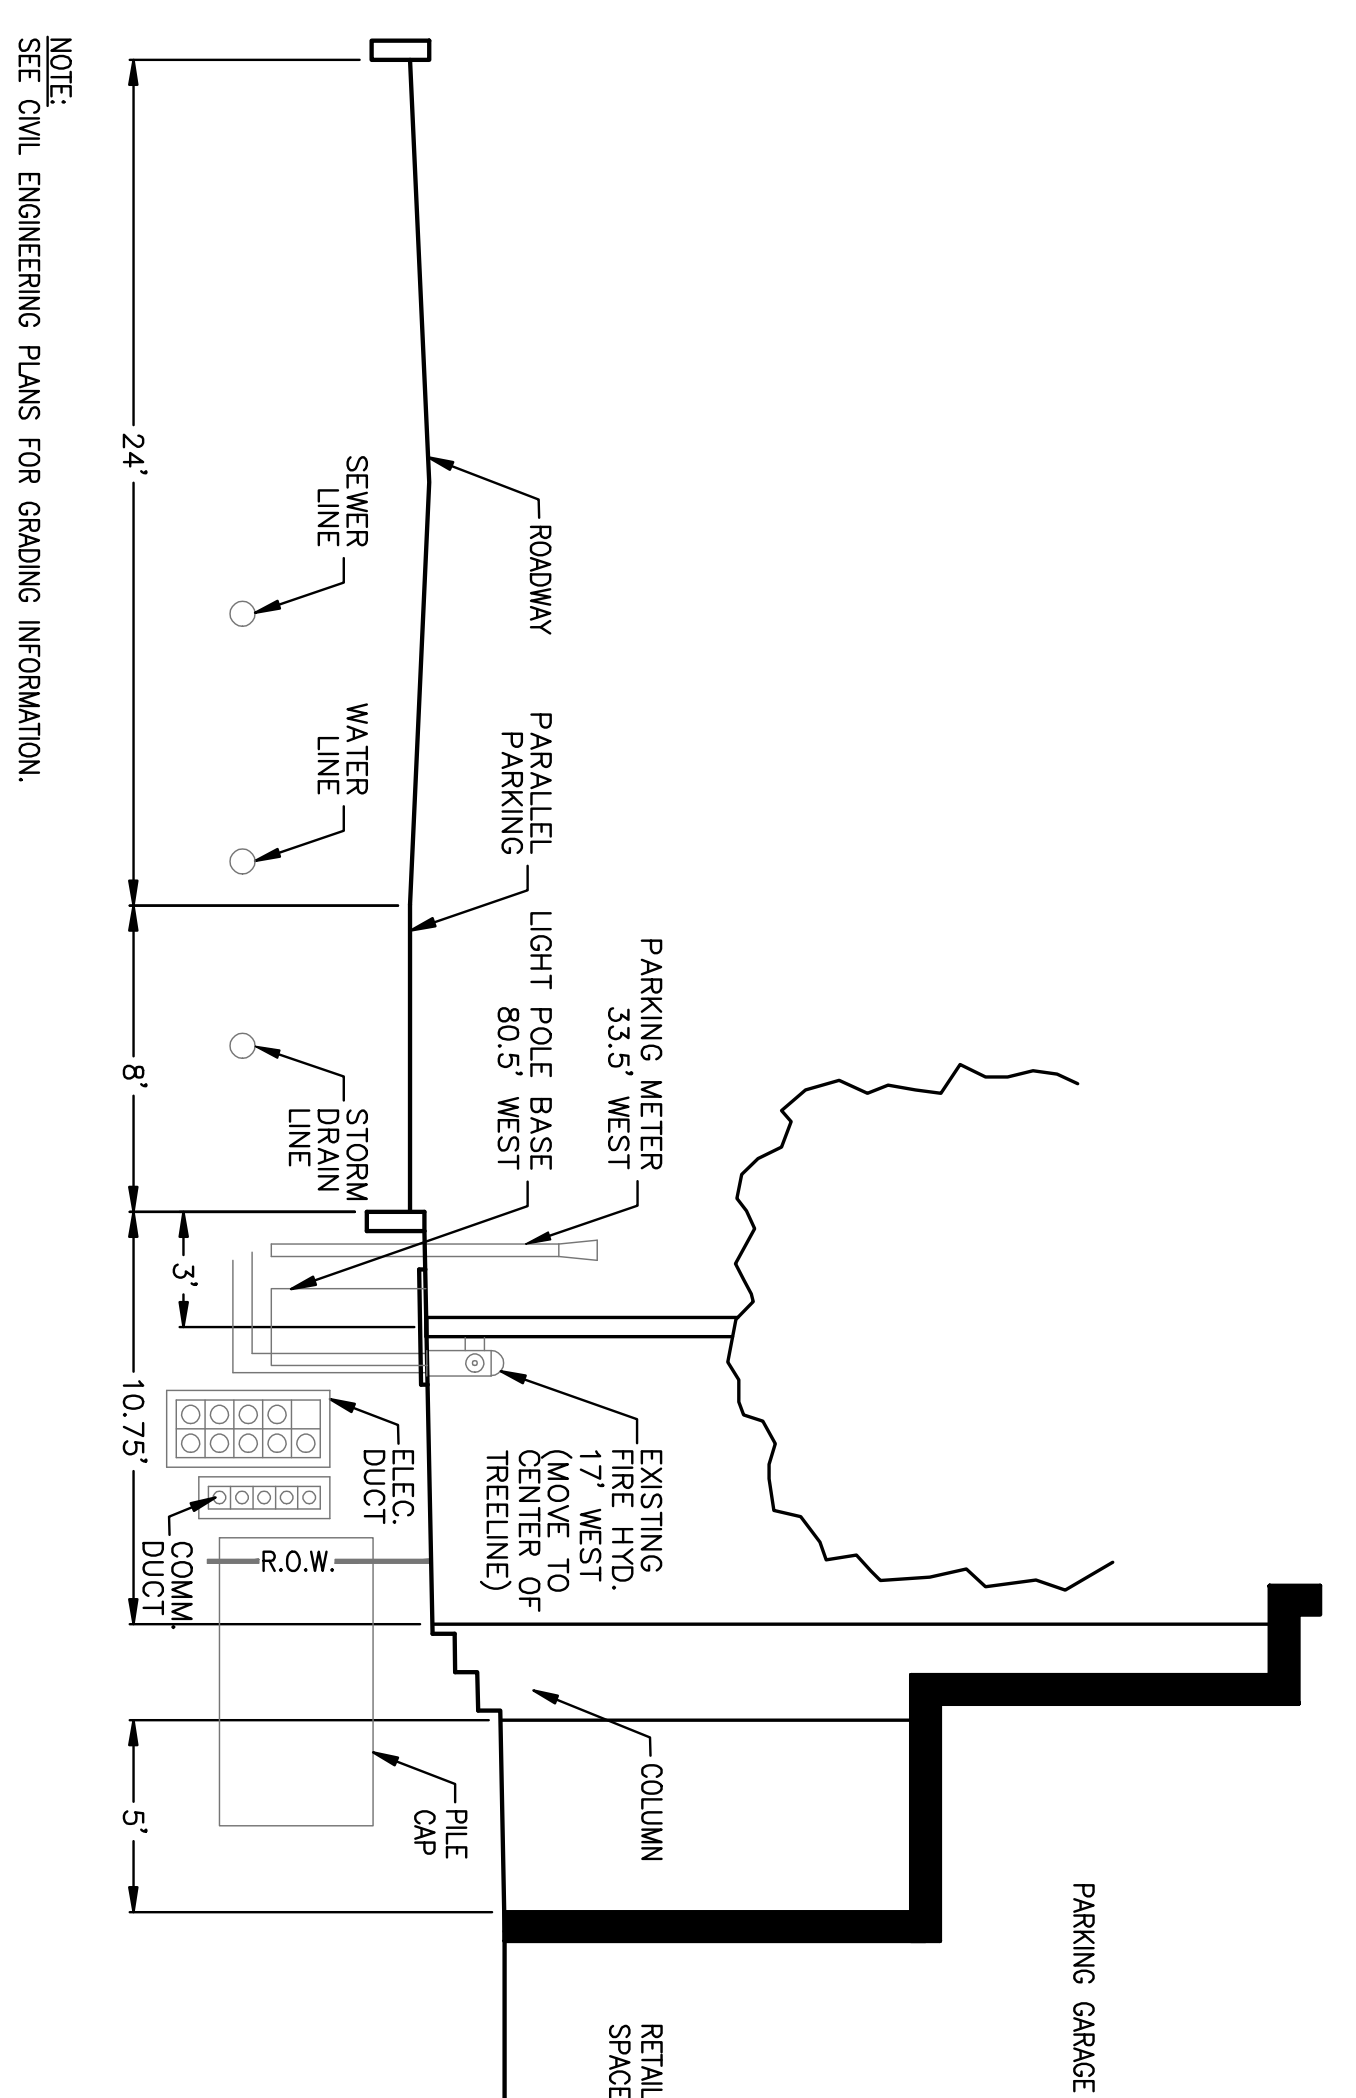 PARKING GARAGE
PARKING METER
33.5' WEST
EXISTING
FIRE HYD.
17' WEST
(MOVE TO
CENTER OF
TREELINE)
COLUMN
RETAIL
SPACE
ROADWAY
PARALLEL
PARKING
LIGHT POLE BASE
80.5' WEST
PILE
CAP
ELEC.
DUCT
SEWER
LINE
WATER
LINE
STORM
DRAIN
LINE
R.O.W.
3'
COMM.
DUCT
24'
8'
10.75'
5'
NOTE:
SEE CIVIL ENGINEERING PLANS FOR GRADING INFORMATION.